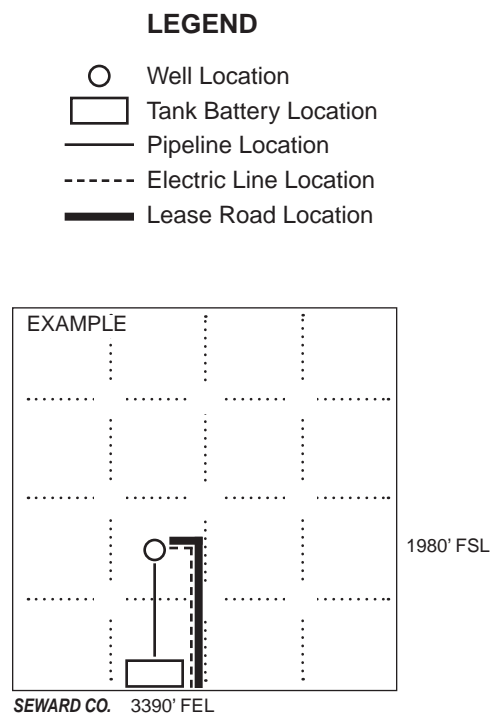 LEGEND
Well Location
Tank Battery Location
Pipeline Location
Electric Line Location
Lease Road Location
EXAMPLE
1980' FSL
SEWARD CO. 3390' FEL